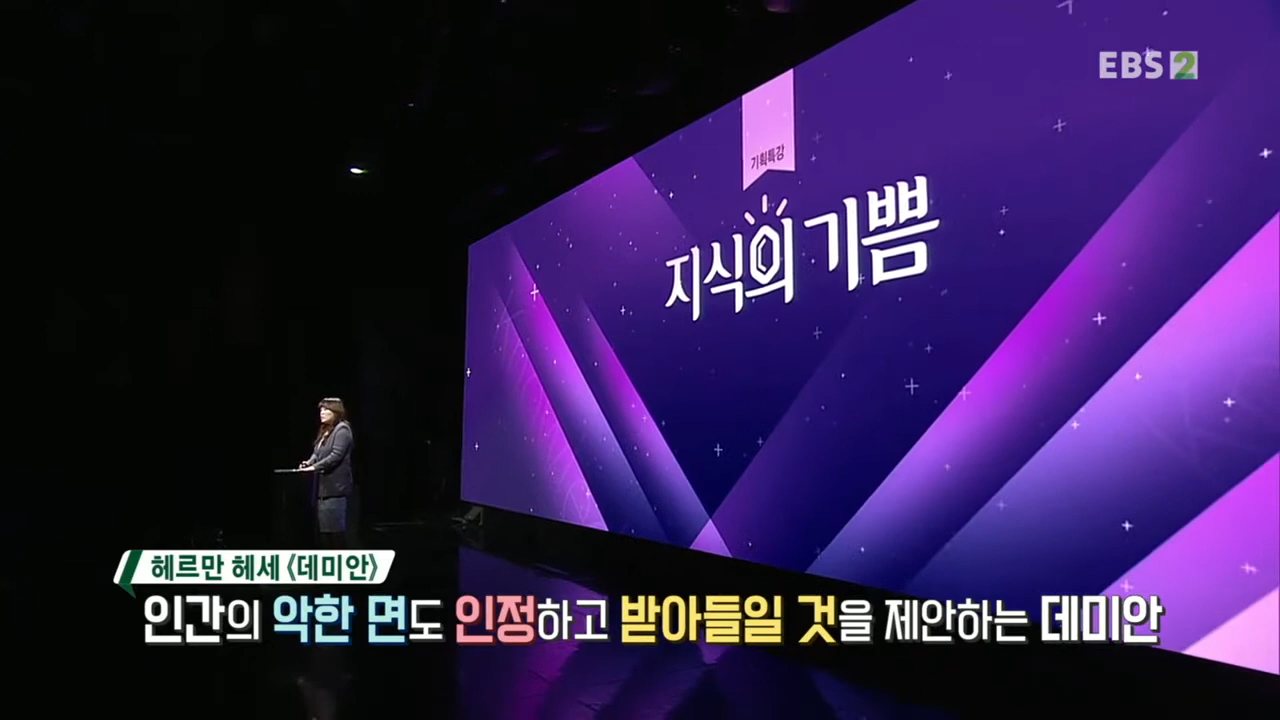 EBS2
기획특강
지식의 기쁨
헤르만 헤세《데미안》
인간의 악한 면도 인정하고 받아들일 것을 제안하는 데미안